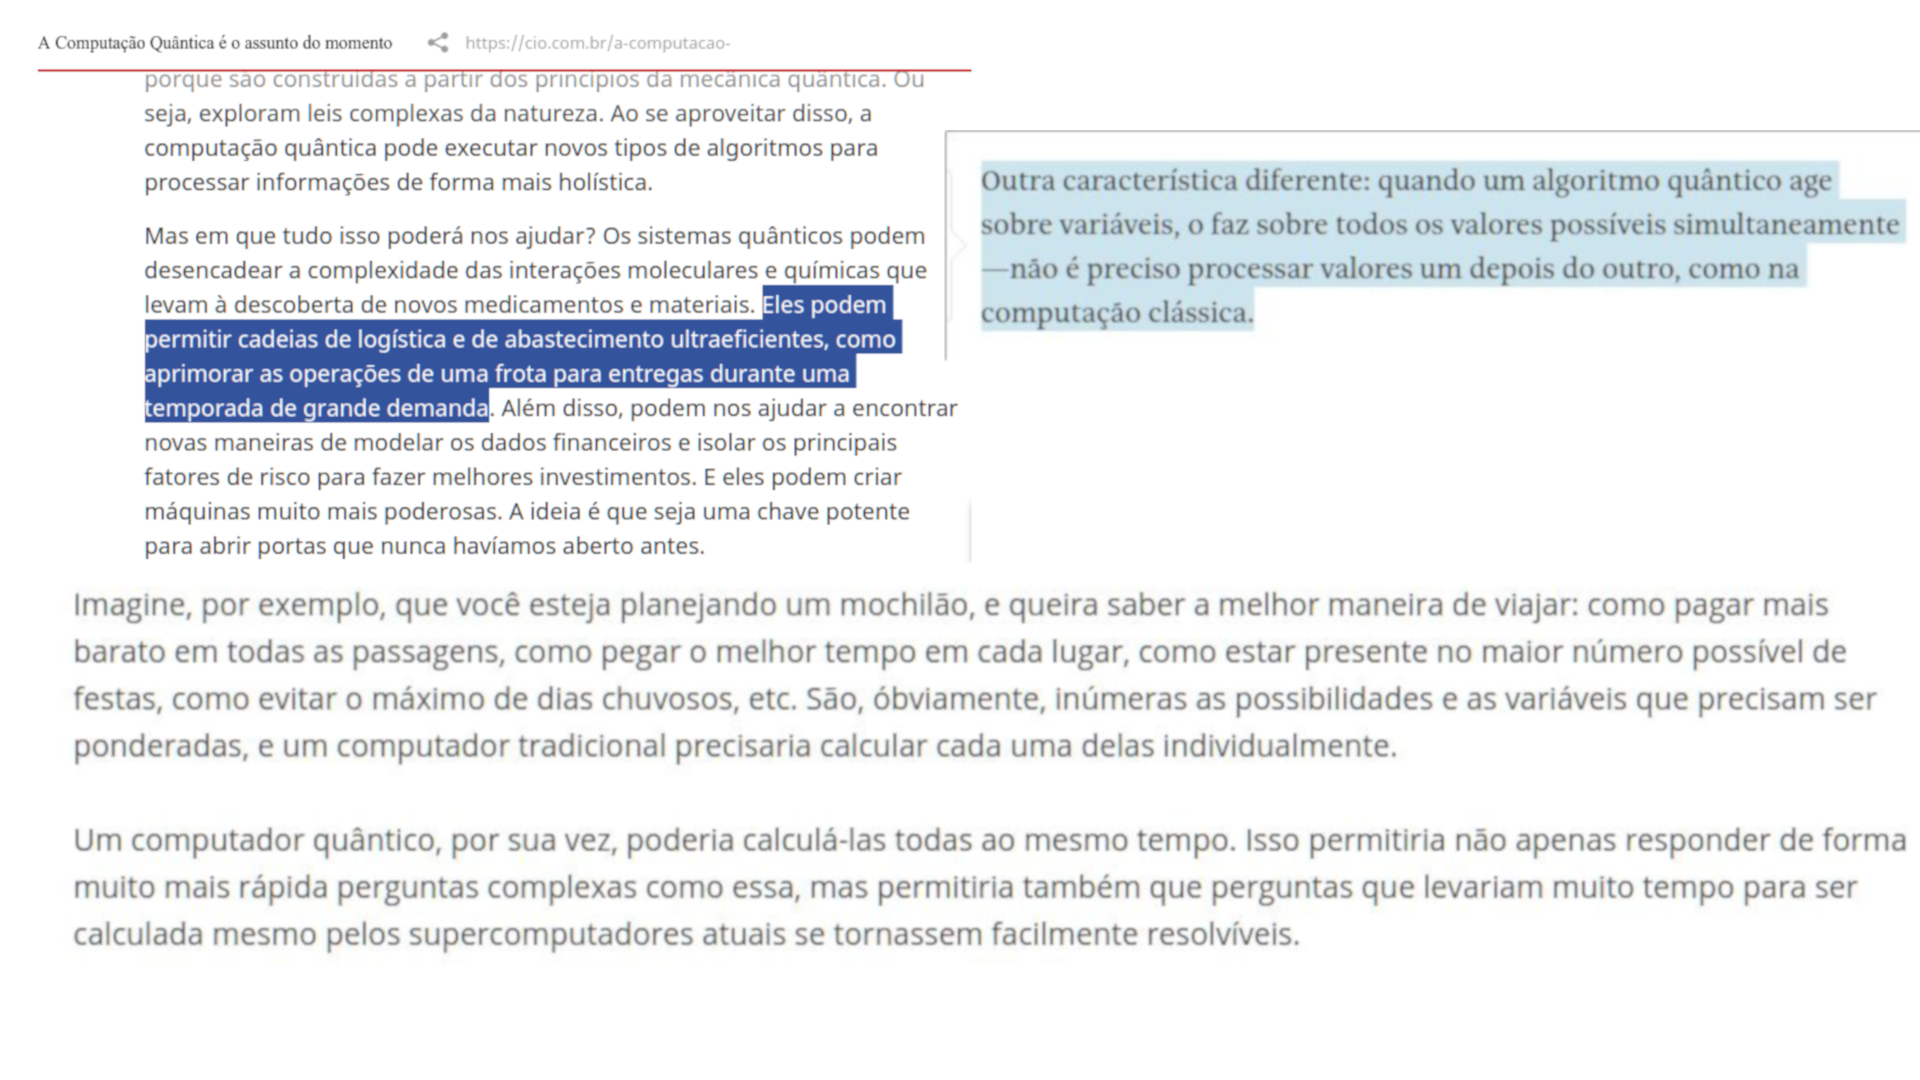 A Computação Quântica é o assunto do momento
https://cio.com.br/a-computacao-
porque são construídas a partir dos princípios da mecânica quântica. Ou
seja, exploram leis complexas da natureza. Ao se aproveitar disso, a
computação quântica pode executar novos tipos de algoritmos para
processar informações de forma mais holística.
Mas em que tudo isso poderá nos ajudar? Os sistemas quânticos podem
desencadear a complexidade das interações moleculares e químicas que
levam à descoberta de novos medicamentos e materiais. Eles podem
permitir cadeias de logística e de abastecimento ultraeficientes, como
aprimorar as operações de uma frota para entregas durante uma
temporada de grande demanda. Além disso, podem nos ajudar a encontrar
novas maneiras de modelar os dados financeiros e isolar os principais
fatores de risco para fazer melhores investimentos. E eles podem criar
máquinas muito mais poderosas. A ideia é que seja uma chave potente
para abrir portas que nunca havíamos aberto antes.
Outra característica diferente: quando um algoritmo quântico age
sobre variáveis, o faz sobre todos os valores possíveis simultaneamente
—não é preciso processar valores um depois do outro, como na
computação clássica.
Imagine, por exemplo, que você esteja planejando um mochilão, e queira saber a melhor maneira de viajar: como pagar mais
barato em todas as passagens, como pegar o melhor tempo em cada lugar, como estar presente no maior número possível de
festas, como evitar o máximo de dias chuvosos, etc. São, óbviamente, inúmeras as possibilidades e as variáveis que precisam ser
ponderadas, e um computador tradicional precisaria calcular cada uma delas individualmente.
Um computador quântico, por sua vez, poderia calculá-las todas ao mesmo tempo. Isso permitiria não apenas responder de forma
muito mais rápida perguntas complexas como essa, mas permitiria também que perguntas que levariam muito tempo para ser
calculada mesmo pelos supercomputadores atuais se tornassem facilmente resolvíveis.